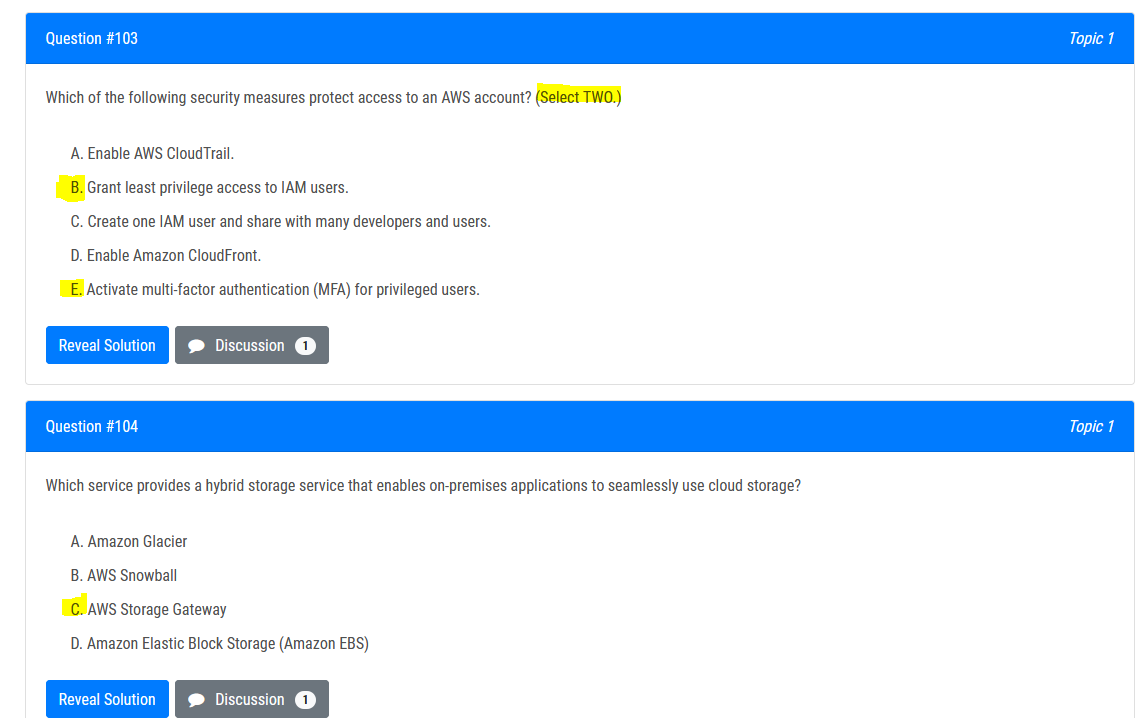 Question #103 Topic 1
Which of the following security measures protect access to an AWS account? (Select TWO.)
A. Enable AWS CloudTrail.
B. Grant least privilege access to IAM users.
C. Create one IAM user and share with many developers and users.
D. Enable Amazon CloudFront.
E. Activate multi-factor authentication (MFA) for privileged users.
Reveal Solution Discussion 1
Question #104 Topic 1
Which service provides a hybrid storage service that enables on-premises applications to seamlessly use cloud storage?
A. Amazon Glacier
B. AWS Snowball
C. AWS Storage Gateway
D. Amazon Elastic Block Storage (Amazon EBS)
Reveal Solution Discussion 1